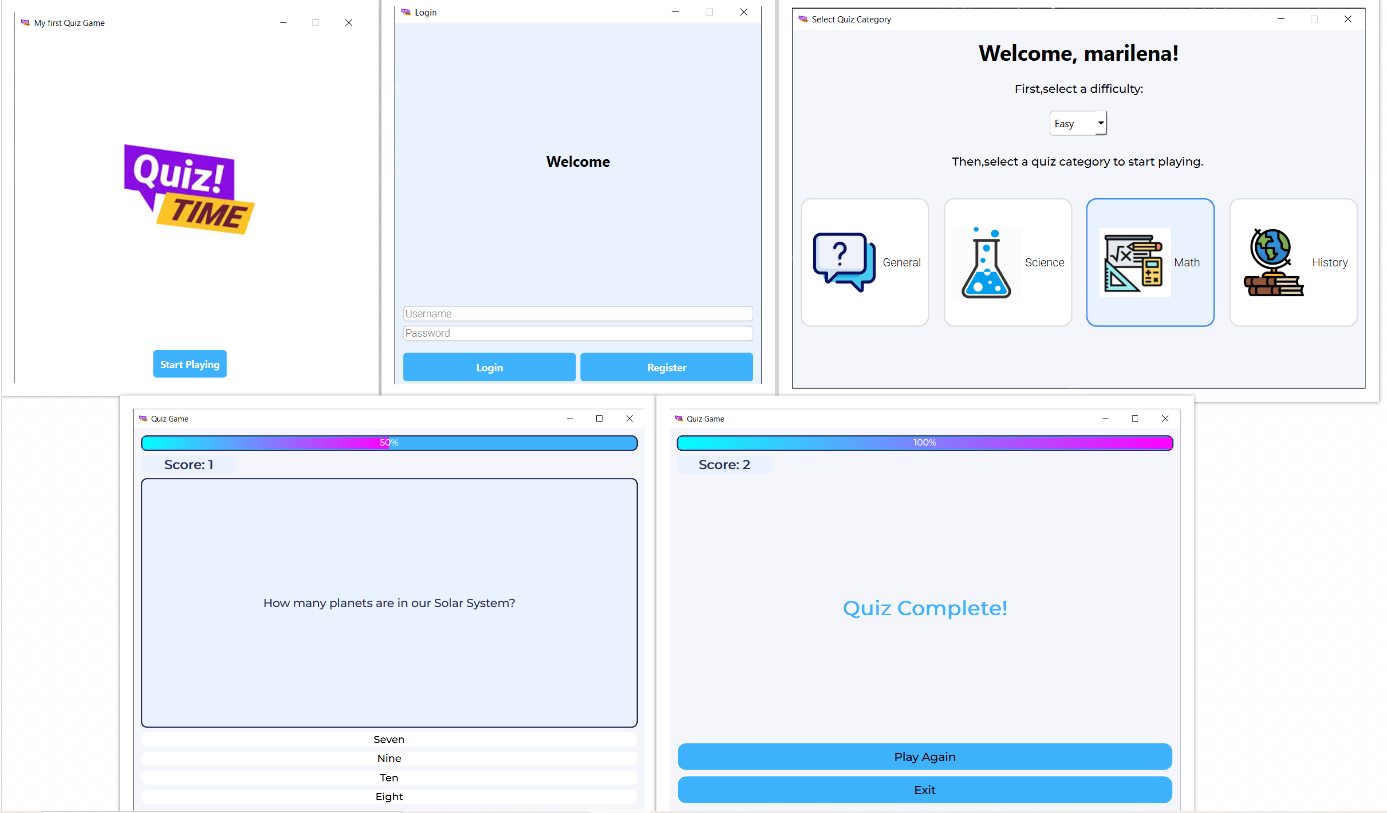 My first Quiz Game
Quiz!
TIME
Start Playing
Login
Welcome
Username
Password
Login Register
Select Quiz Category
Welcome, marilena!
First,select a difficulty:
Easy
Then,select a quiz category to start playing.
?
General Science Math History
Quiz Game
50%
Score: 1
How many planets are in our Solar System?
Seven
Nine
Ten
Eight
Quiz Game
100%
Score: 2
Quiz Complete!
Play Again
Exit